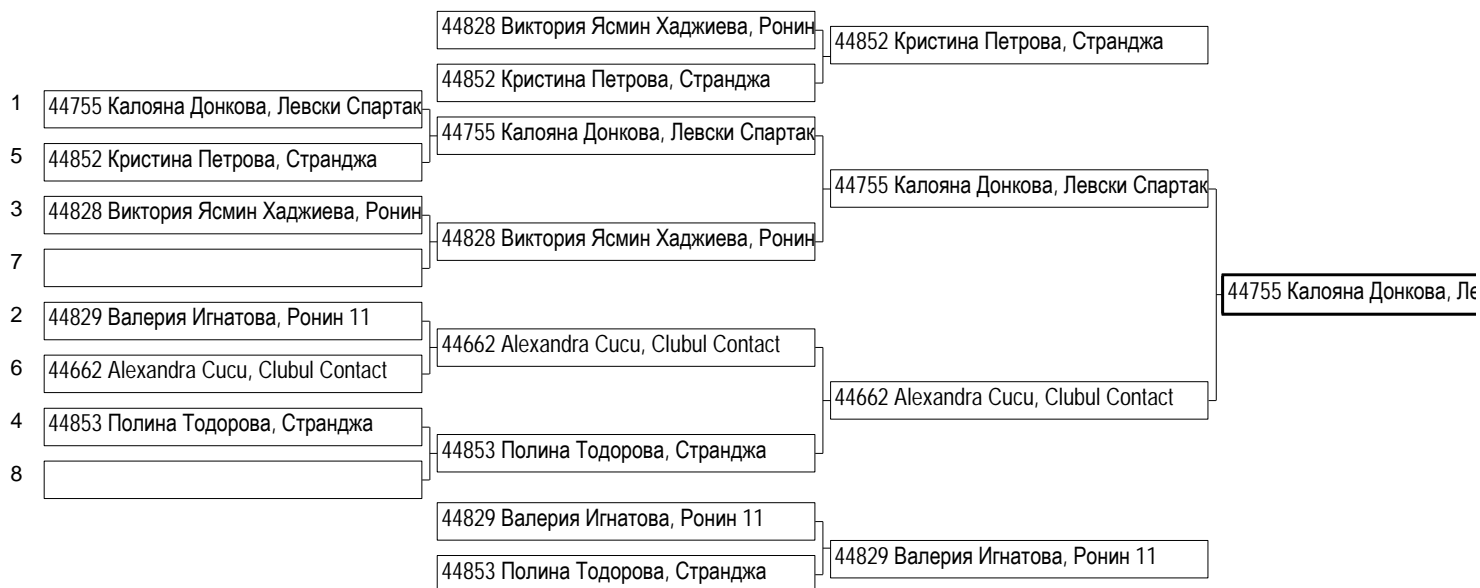 44828 Виктория Ясмин Хаджиева, Ронин
44852 Кристина Петрова, Странджа
44852 Кристина Петрова, Странджа
1 44755 Калояна Донкова, Левски Спартак
44755 Калояна Донкова, Левски Спартак
5 44852 Кристина Петрова, Странджа
44755 Калояна Донкова, Левски Спартак
3 44828 Виктория Ясмин Хаджиева, Ронин
44828 Виктория Ясмин Хаджиева, Ронин
7
44755 Калояна Донкова, Ле
2 44829 Валерия Игнатова, Ронин 11
44662 Alexandra Cucu, Clubul Contact
6 44662 Alexandra Cucu, Clubul Contact
44662 Alexandra Cucu, Clubul Contact
4 44853 Полина Тодорова, Странджа
44853 Полина Тодорова, Странджа
8
44829 Валерия Игнатова, Ронин 11
44829 Валерия Игнатова, Ронин 11
44853 Полина Тодорова, Странджа